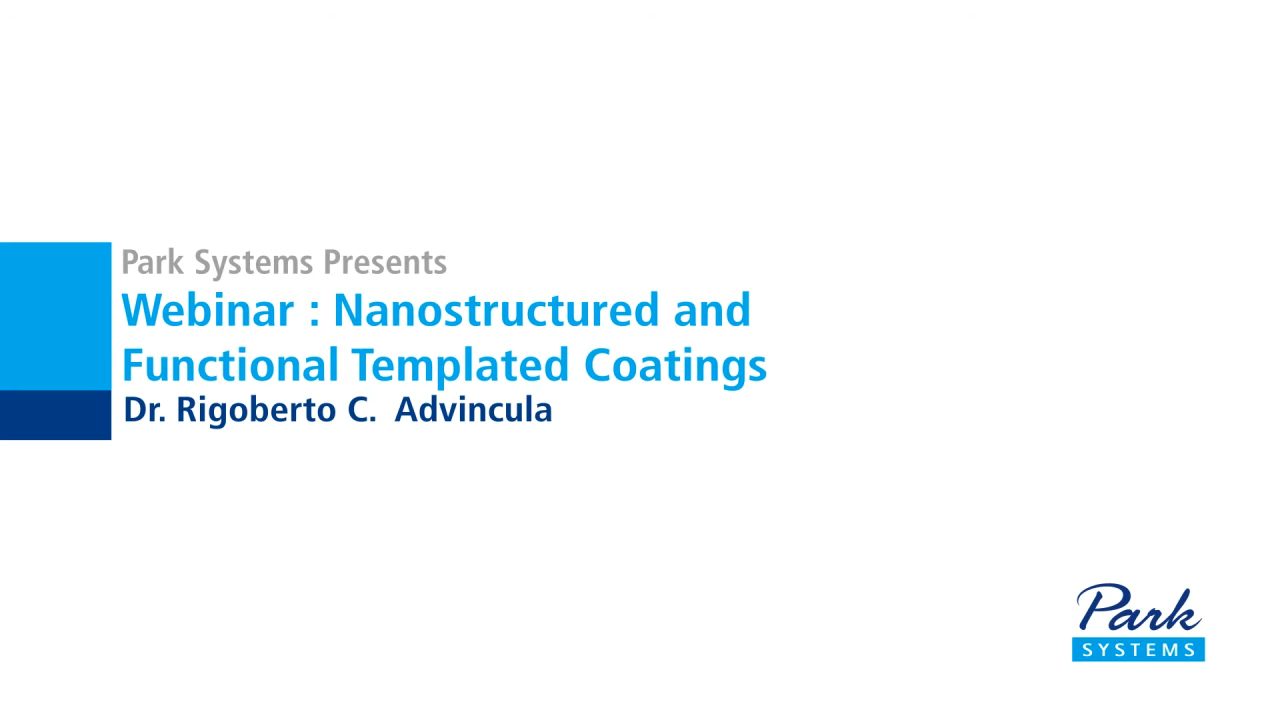 Park Systems Presents
Webinar : Nanostructured and
Functional Templated Coatings
Dr. Rigoberto C. Advincula
Park
SYSTEMS